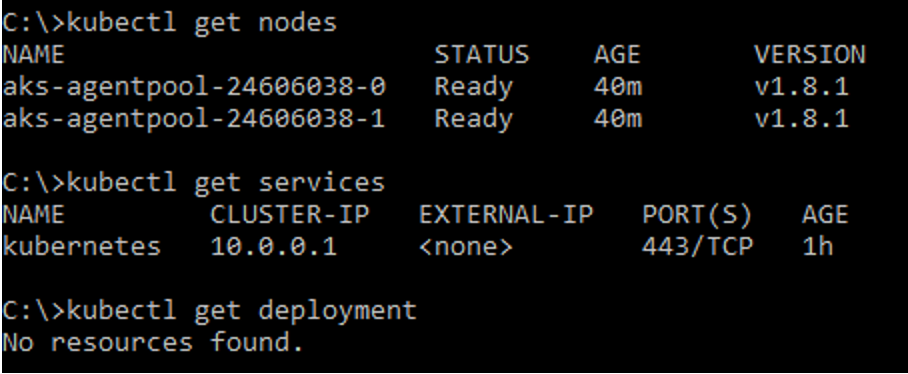 C:\>kubectl get nodes
NAME                       STATUS    AGE       VERSION
aks-agentpool-24606038-0   Ready     40m       v1.8.1
aks-agentpool-24606038-1   Ready     40m       v1.8.1
C:\>kubectl get services
NAME         CLUSTER-IP   EXTERNAL-IP   PORT(S)   AGE
kubernetes   10.0.0.1     <none>        443/TCP   1h
C:\>kubectl get deployment
No resources found.